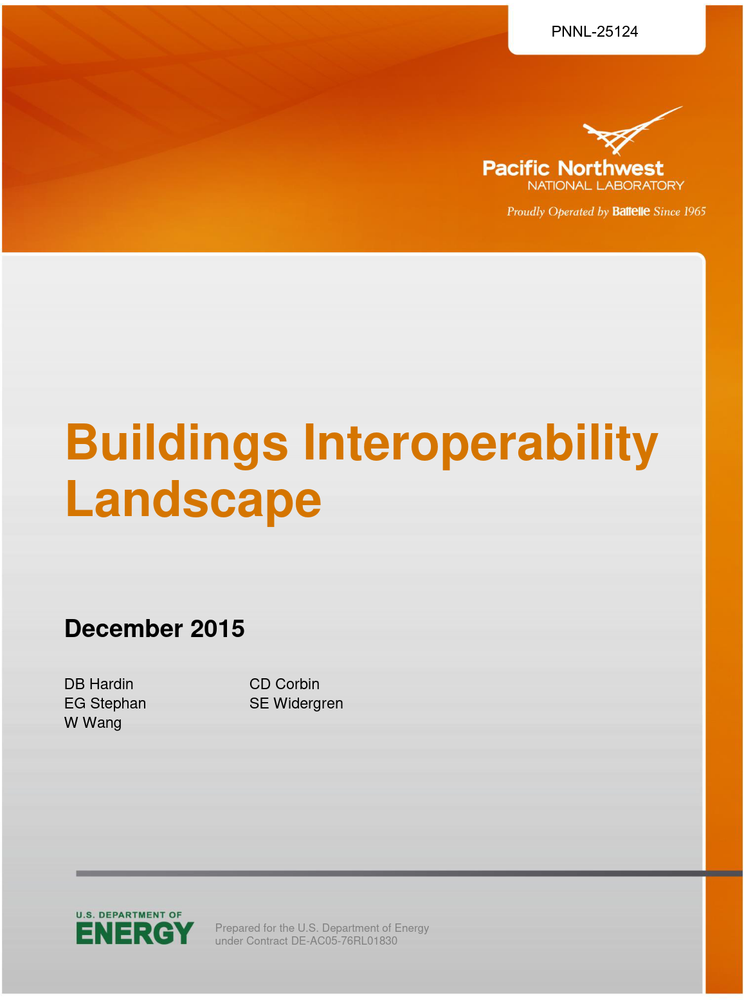 PNNL-25124
Pacific Northwest
NATIONAL LABORATORY
Proudly Operated by Battelle Since 1965
Buildings Interoperability
Landscape
December 2015
DB Hardin
EG Stephan
W Wang
CD Corbin
SE Widergren
U.S. DEPARTMENT OF
ENERGY
Prepared for the U.S. Department of Energy
under Contract DE-AC05-76RL01830